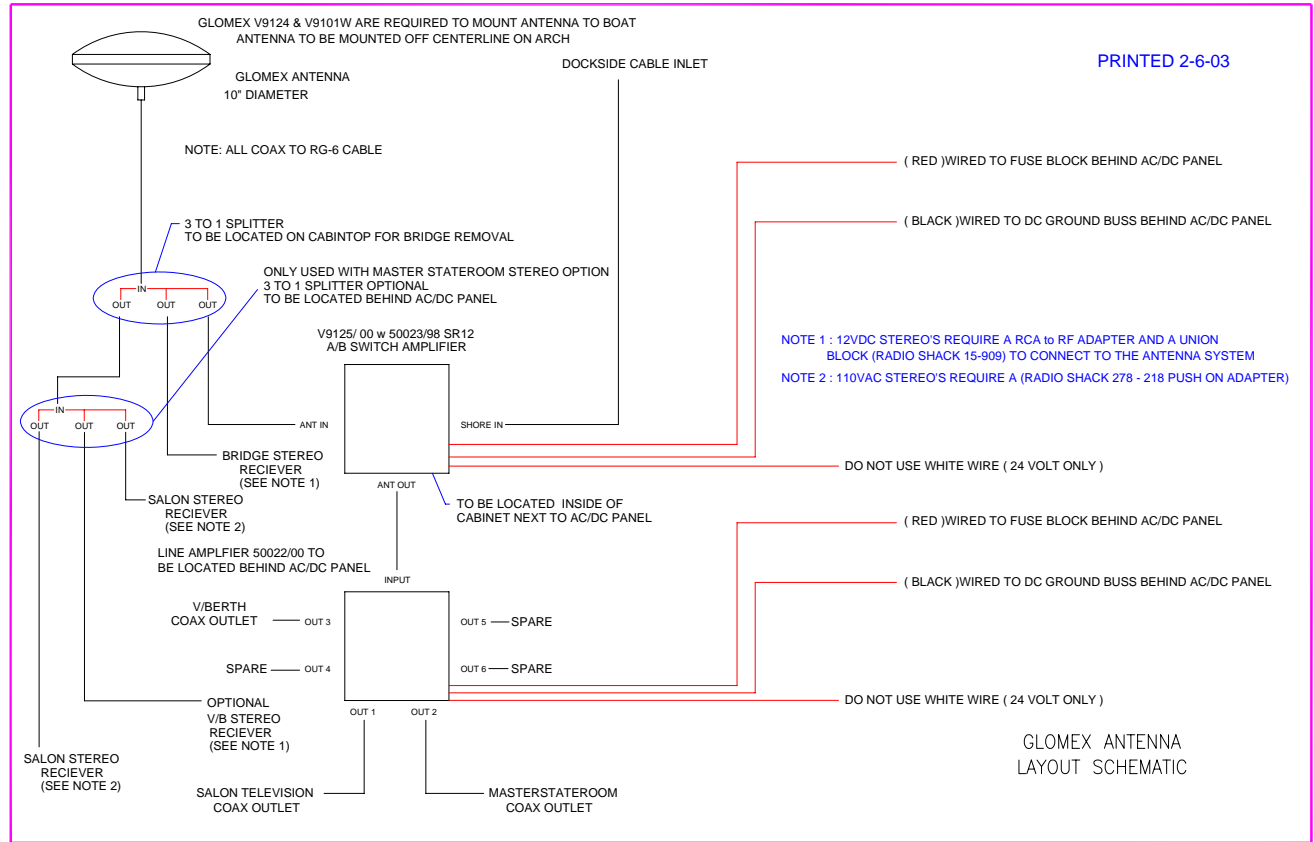 GLOMEX V9124 & V9101W ARE REQUIRED TO MOUNT ANTENNA TO BOAT
ANTENNA TO BE MOUNTED OFF CENTERLINE ON ARCH
DOCKSIDE CABLE INLET
PRINTED 2-6-03
GLOMEX ANTENNA
10" DIAMETER
NOTE: ALL COAX TO RG-6 CABLE
( RED )WIRED TO FUSE BLOCK BEHIND AC/DC PANEL
3 TO 1 SPLITTER
TO BE LOCATED ON CABINTOP FOR BRIDGE REMOVAL
( BLACK )WIRED TO DC GROUND BUSS BEHIND AC/DC PANEL
ONLY USED WITH MASTER STATEROOM STEREO OPTION
3 TO 1 SPLITTER OPTIONAL
TO BE LOCATED BEHIND AC/DC PANEL
IN
OUT OUT OUT
V9125/ 00 w 50023/98 SR12
A/B SWITCH AMPLIFIER
NOTE 1 : 12VDC STEREO'S REQUIRE A RCA to RF ADAPTER AND A UNION
BLOCK (RADIO SHACK 15-909) TO CONNECT TO THE ANTENNA SYSTEM
NOTE 2 : 110VAC STEREO'S REQUIRE A (RADIO SHACK 278 - 218 PUSH ON ADAPTER)
IN
OUT OUT OUT
ANT IN
SHORE IN
BRIDGE STEREO
RECIEVER
(SEE NOTE 1)
DO NOT USE WHITE WIRE ( 24 VOLT ONLY )
ANT OUT
SALON STEREO
RECIEVER
(SEE NOTE 2)
TO BE LOCATED INSIDE OF
CABINET NEXT TO AC/DC PANEL
( RED )WIRED TO FUSE BLOCK BEHIND AC/DC PANEL
LINE AMPLFIER 50022/00 TO
BE LOCATED BEHIND AC/DC PANEL
INPUT
( BLACK )WIRED TO DC GROUND BUSS BEHIND AC/DC PANEL
V/BERTH
COAX OUTLET
OUT 3
OUT 5
SPARE
SPARE
OUT 4
OUT 6
SPARE
OPTIONAL
V/B STEREO
RECIEVER
(SEE NOTE 1)
OUT 1
OUT 2
DO NOT USE WHITE WIRE ( 24 VOLT ONLY )
SALON STEREO
RECIEVER
(SEE NOTE 2)
SALON TELEVISION
COAX OUTLET
MASTERSTATEROOM
COAX OUTLET
GLOMEX ANTENNA
LAYOUT SCHEMATIC